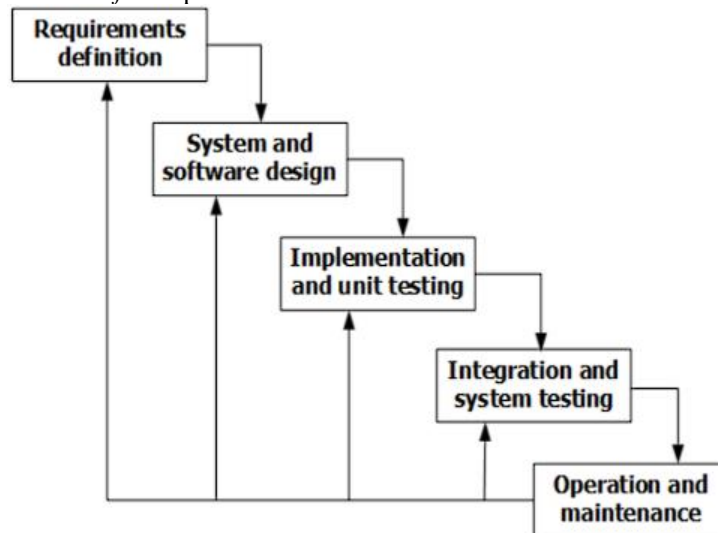 Requirements
definition
System and
software design
Implementation
and unit testing
Integration and
system testing
Operation and
maintenance